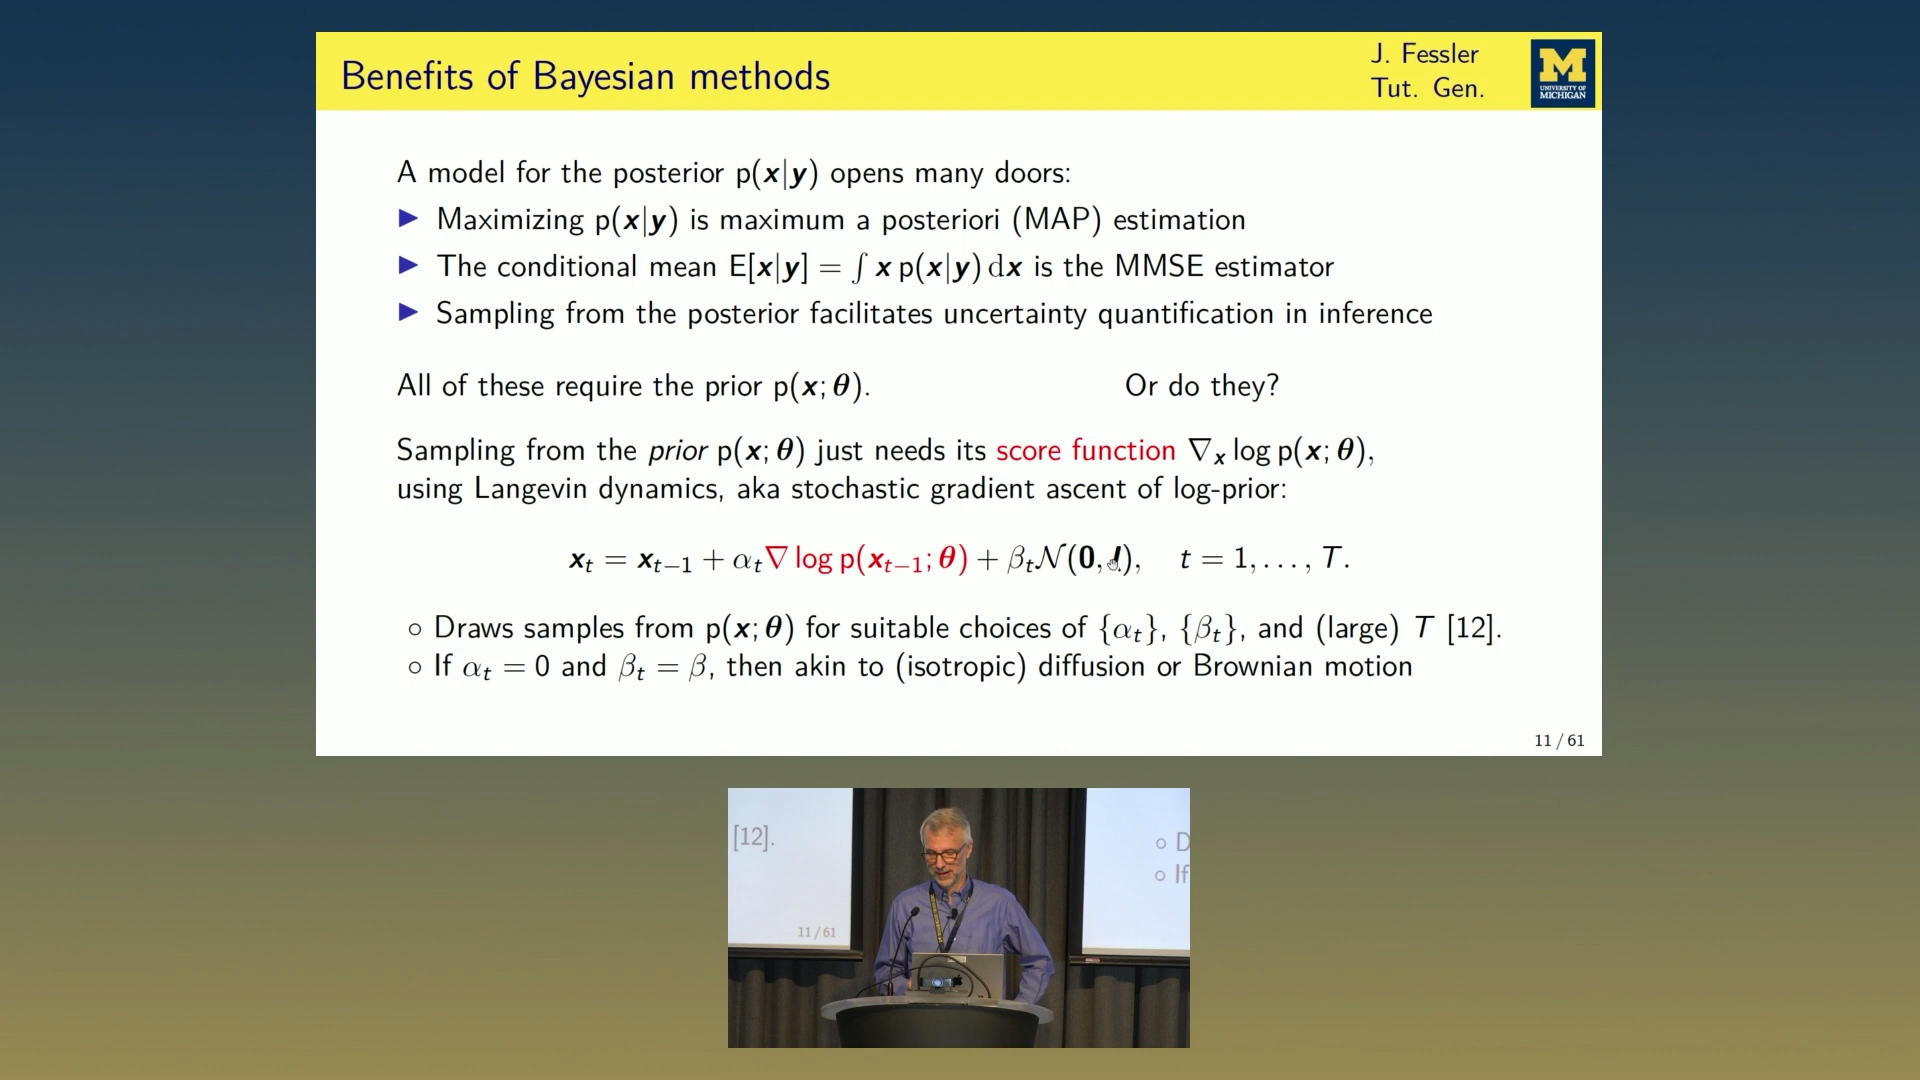 Benefits of Bayesian methods
J. Fessler
Tut. Gen.
M
UNIVERSITY OF
MICHIGAN
A model for the posterior p(x|y) opens many doors:
▶ Maximizing p(x|y) is maximum a posteriori (MAP) estimation
▶ The conditional mean E[x|y] = ∫ x p(x|y) dx is the MMSE estimator
▶ Sampling from the posterior facilitates uncertainty quantification in inference
All of these require the prior p(x; θ). Or do they?
Sampling from the prior p(x; θ) just needs its score function ∇ₓ log p(x; θ),
using Langevin dynamics, aka stochastic gradient ascent of log-prior:
xₜ = xₜ₋₁ + αₜ∇ log p(xₜ₋₁; θ) + βₜ𝒩(0, I), t = 1, . . . , T.
○ Draws samples from p(x; θ) for suitable choices of {αₜ}, {βₜ}, and (large) T [12].
○ If αₜ = 0 and βₜ = β, then akin to (isotropic) diffusion or Brownian motion
11 / 61
[12].
11 / 61
○ D
○ If